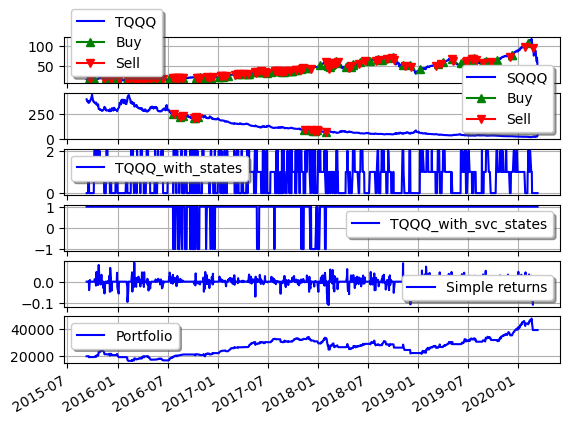 TQQQ
Buy
Sell
100
50
SQQQ
Buy
Sell
250
0
TQQQ_with_states
2
0
TQQQ_with_svc_states
1
−1
Simple returns
0.0
−0.1
Portfolio
40000
20000
2015-07
2016-01
2016-07
2017-01
2017-07
2018-01
2018-07
2019-01
2019-07
2020-01